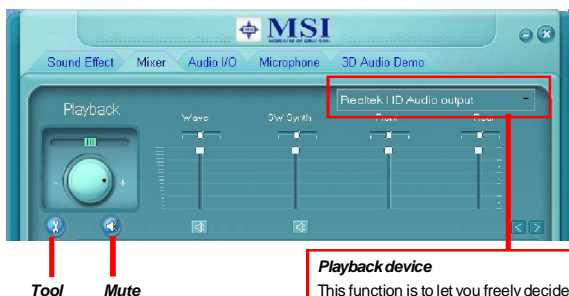 MSI
Sound Effect Mixer Audio I/O Microphone 3D Audio Demo
Realtek HD Audio output
Playback
Wave SW Synth Front Rear
- +
< >
Tool Mute
Playback device
This function is to let you freely decide